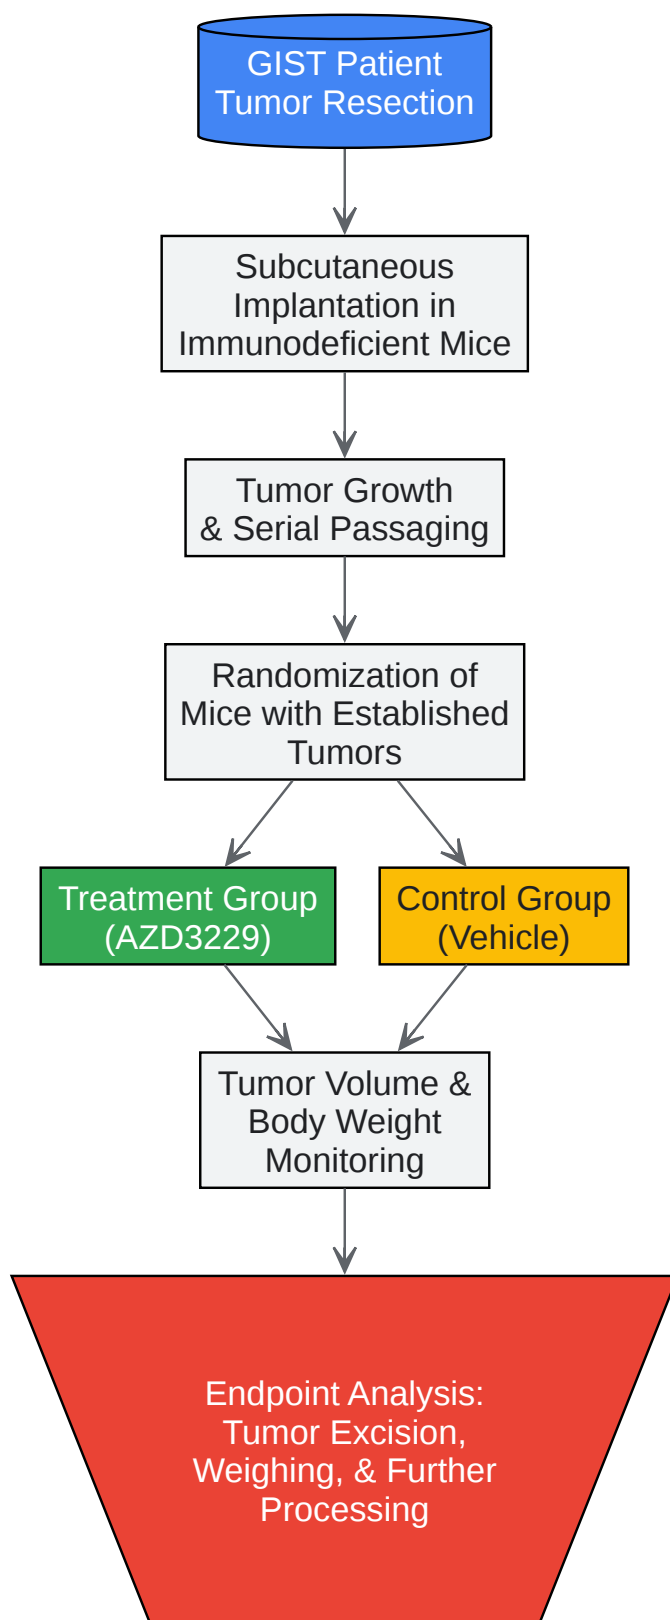 GIST Patient
Tumor Resection
Subcutaneous
Implantation in
Immunodeficient Mice
Tumor Growth
& Serial Passaging
Randomization of
Mice with Established
Tumors
Treatment Group
(AZD3229)
Control Group
(Vehicle)
Tumor Volume &
Body Weight
Monitoring
Endpoint Analysis:
Tumor Excision,
Weighing, & Further
Processing